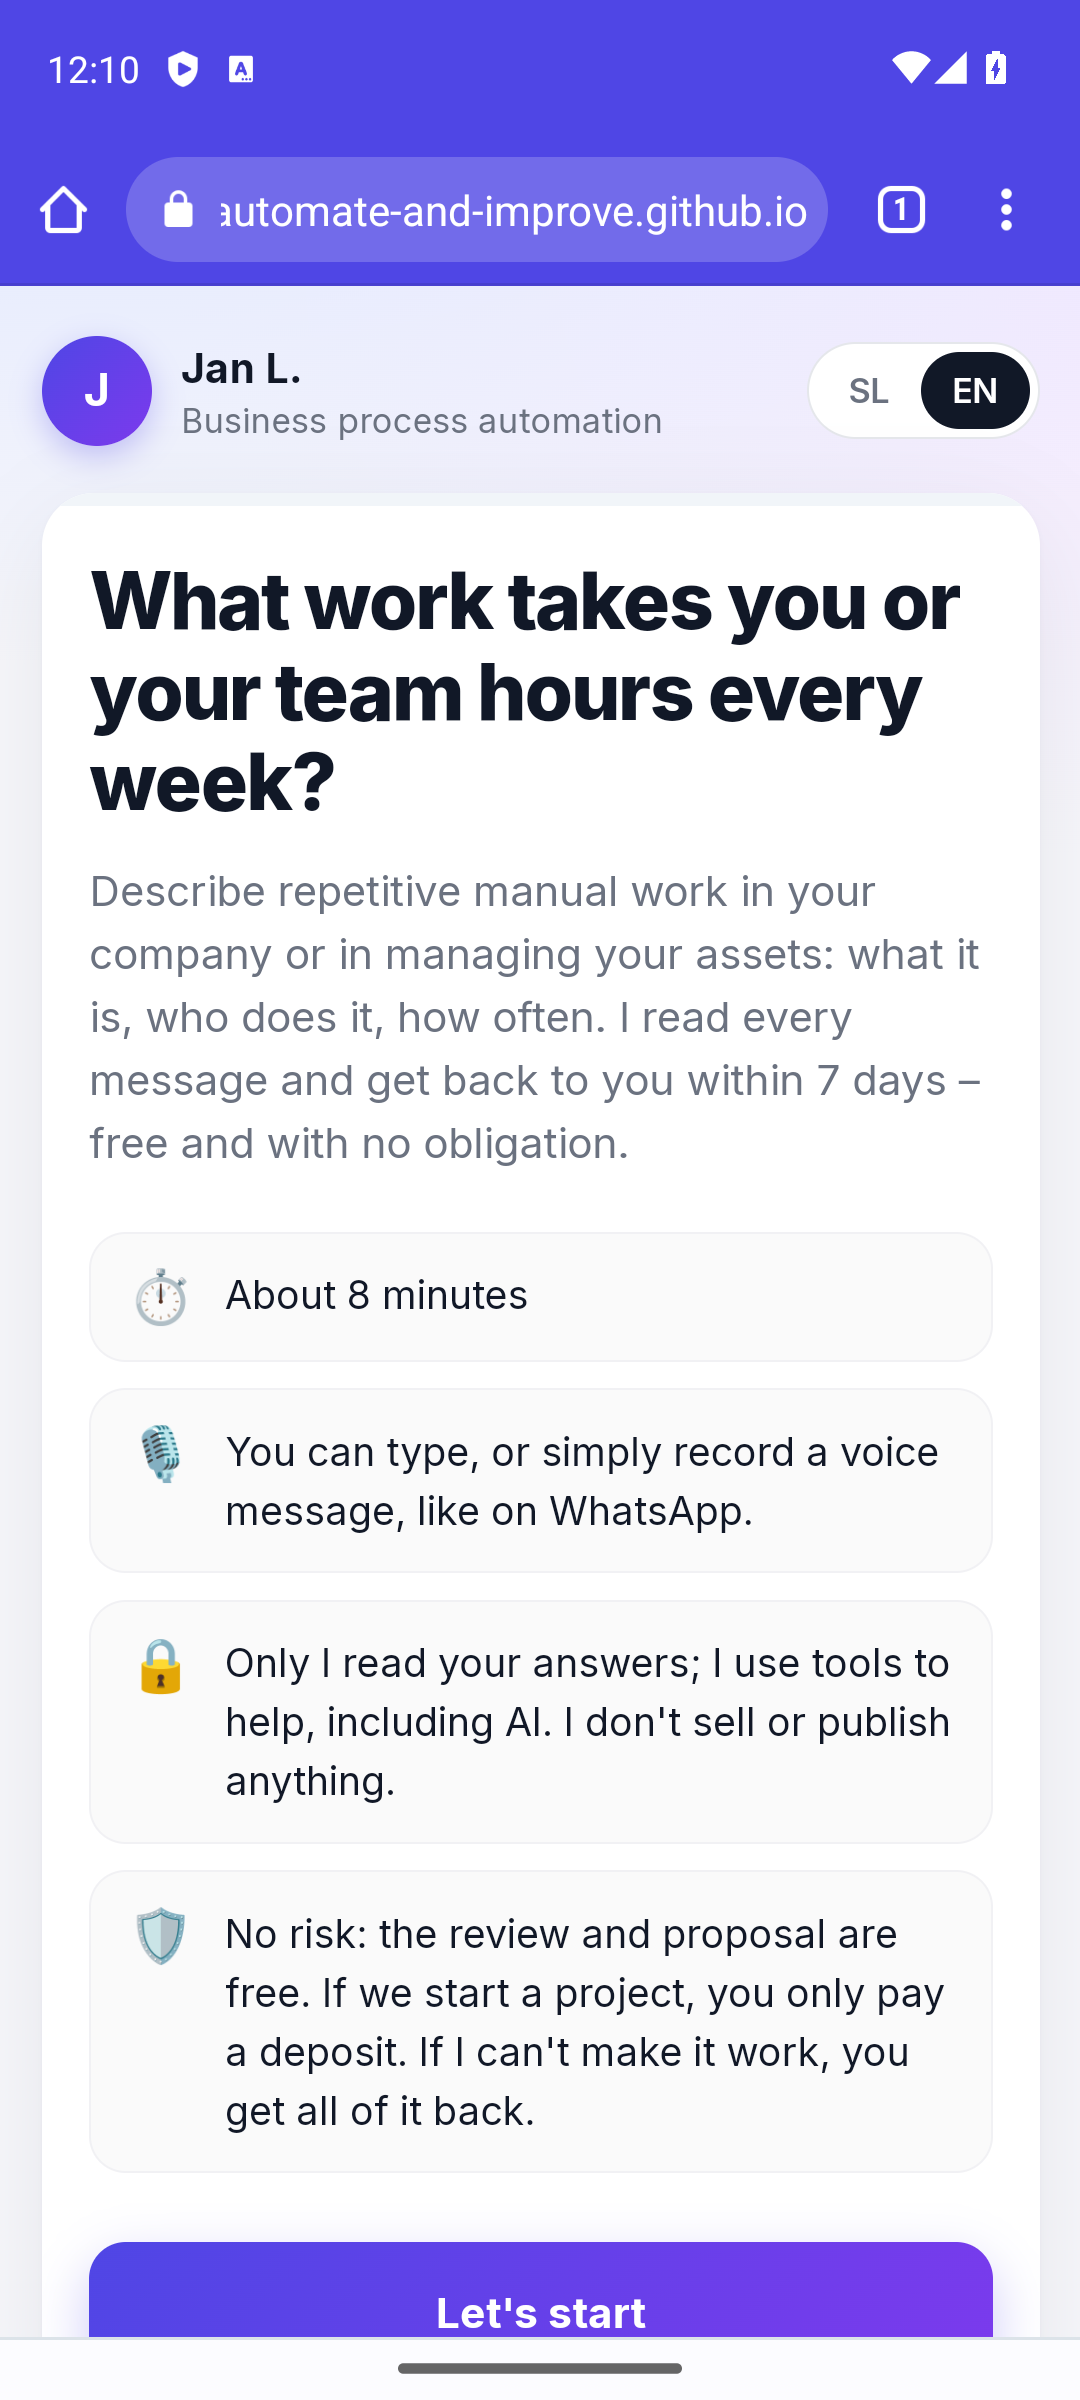 12:10
automate-and-improve.github.io
1
J
Jan L.
Business process automation
SL
EN
What work takes you or
your team hours every
week?
Describe repetitive manual work in your
company or in managing your assets: what it
is, who does it, how often. I read every
message and get back to you within 7 days –
free and with no obligation.
About 8 minutes
You can type, or simply record a voice
message, like on WhatsApp.
Only I read your answers; I use tools to
help, including AI. I don't sell or publish
anything.
No risk: the review and proposal are
free. If we start a project, you only pay
a deposit. If I can't make it work, you
get all of it back.
Let's start